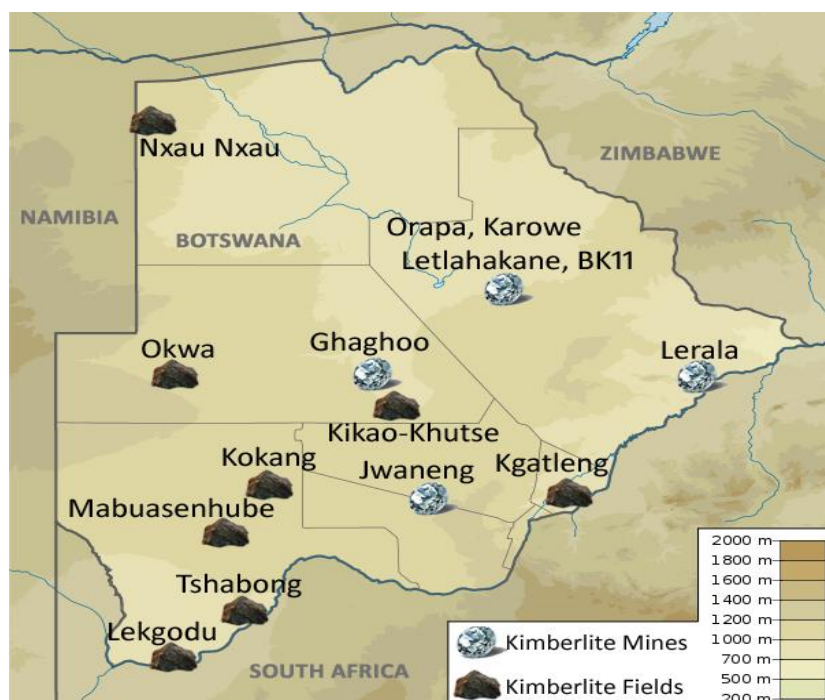 Nxau Nxau
ZIMBABWE
NAMIBIA
BOTSWANA
Orapa, Karowe
Letlahakane, BK11
Okwa
Ghaghoo
Lerala
Kikao-Khutse
Kokang
Jwaneng
Kgatleng
Mabuasenhube
Tshabong
Lekgodu
SOUTH AFRICA
Kimberlite Mines
Kimberlite Fields
2000 m
1800 m
1600 m
1400 m
1200 m
1000 m
700 m
500 m
200 m